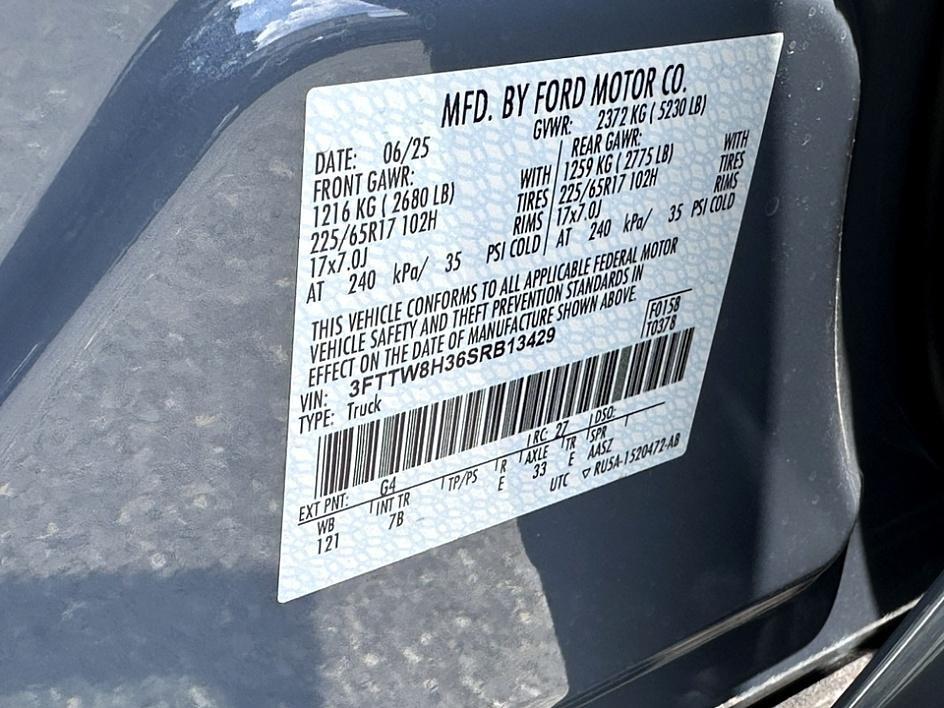 MFD. BY FORD MOTOR CO.
DATE: 06/25 GVWR: 2372 KG ( 5230 LB)
FRONT GAWR: REAR GAWR:
1216 KG ( 2680 LB) WITH 1259 KG ( 2775 LB) WITH
225/65R17 102H TIRES 225/65R17 102H TIRES
17x7.0J RIMS 17x7.0J RIMS
AT 240 kPa/ 35 PSI COLD AT 240 kPa/ 35 PSI COLD
THIS VEHICLE CONFORMS TO ALL APPLICABLE FEDERAL MOTOR
VEHICLE SAFETY AND THEFT PREVENTION STANDARDS IN
EFFECT ON THE DATE OF MANUFACTURE SHOWN ABOVE.
VIN: 3FTTW8H36SRB13429 F0158
TYPE: Truck T0378
EXT PNT: G4 RC: 27 DSO:
WB INT TR TP/PS R AXLE TR SPR
121 7B E 33 E AASZ
UTC ▽ RU5A-1520472-AB